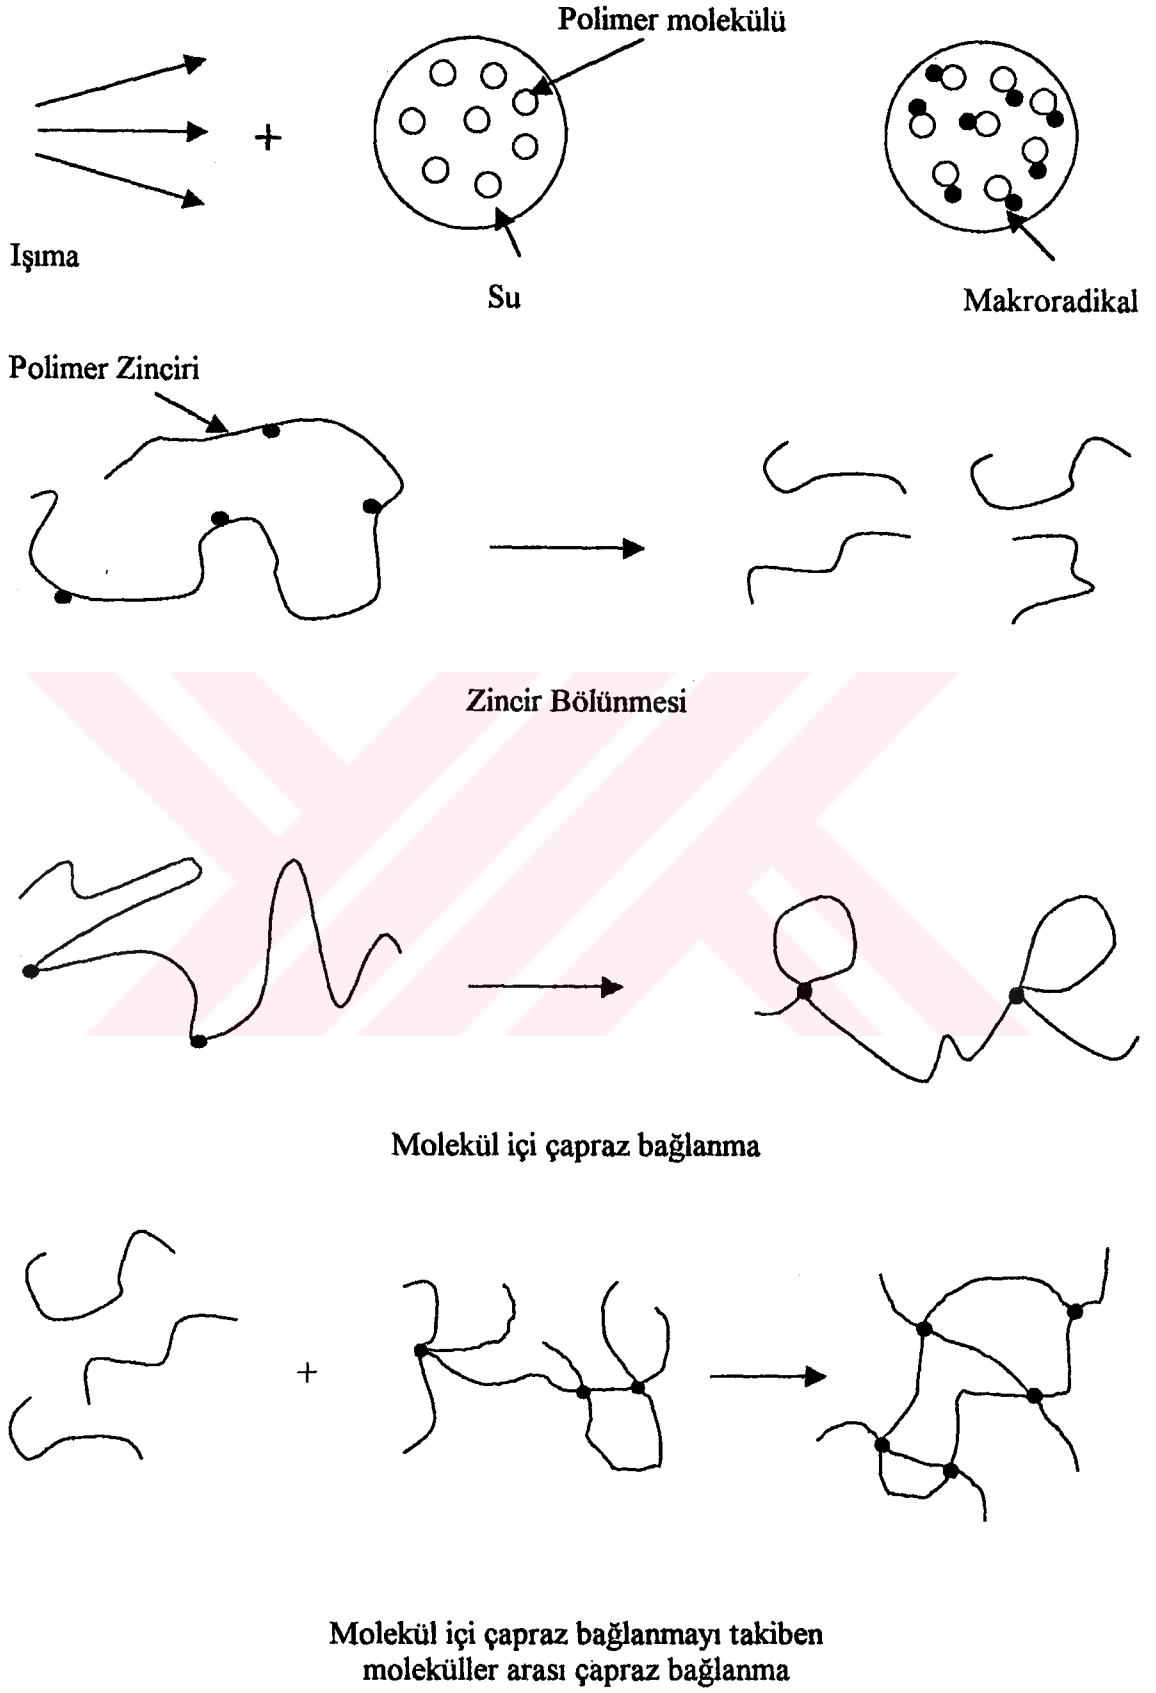 Polimer molekülü
+
Işıma
Su
Makroradikal
Polimer Zinciri
Zincir Bölünmesi
Molekül içi çapraz bağlanma
+
Molekül içi çapraz bağlanmayı takiben
moleküller arası çapraz bağlanma